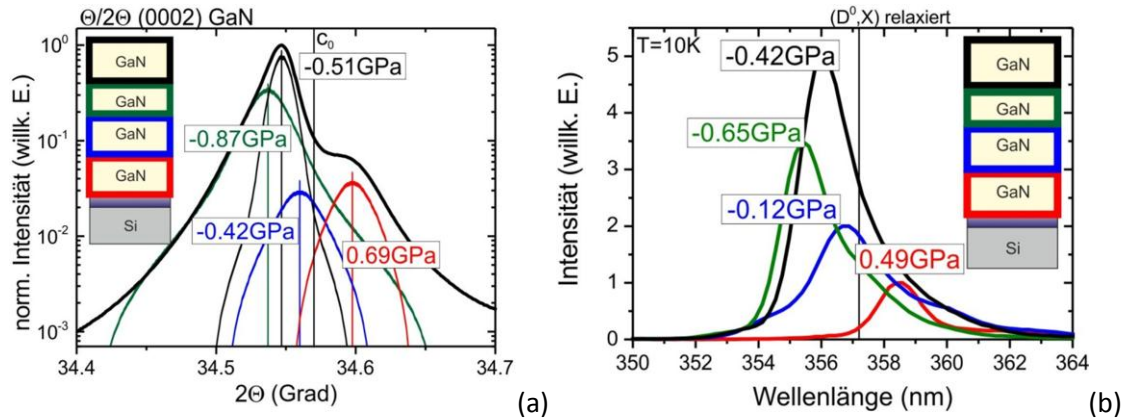 Θ/2Θ (0002) GaN
c₀
10⁰
10⁻¹
10⁻²
10⁻³
norm. Intensität (willk. E.)
GaN
GaN
GaN
GaN
Si
-0.51GPa
-0.87GPa
-0.42GPa
0.69GPa
34.4 34.5 34.6 34.7
2Θ (Grad)
(a)
(D⁰,X) relaxiert
T=10K
5
4
3
2
1
0
Intensität (willk. E.)
-0.42GPa
-0.65GPa
-0.12GPa
0.49GPa
GaN
GaN
GaN
GaN
Si
350 352 354 356 358 360 362 364
Wellenlänge (nm)
(b)